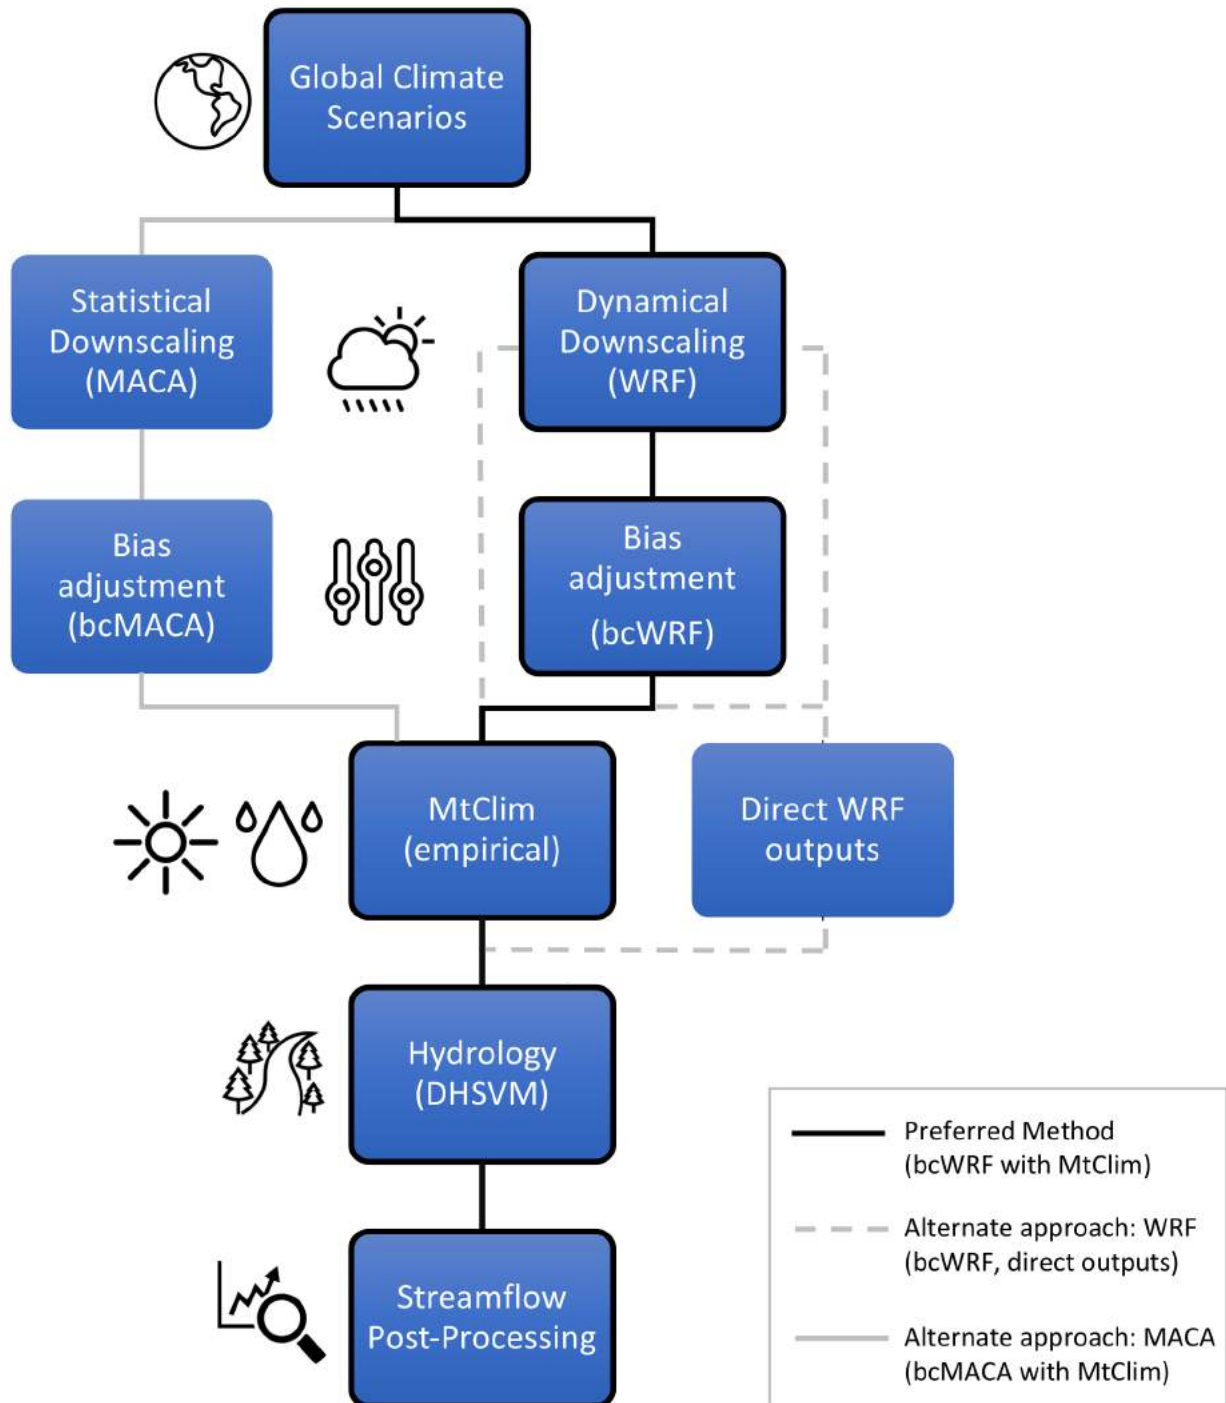 Global Climate
Scenarios
Statistical
Downscaling
(MACA)
Dynamical
Downscaling
(WRF)
Bias
adjustment
(bcMACA)
Bias
adjustment
(bcWRF)
MtClim
(empirical)
Direct WRF
outputs
Hydrology
(DHSVM)
Streamflow
Post-Processing
Preferred Method
(bcWRF with MtClim)
Alternate approach: WRF
(bcWRF, direct outputs)
Alternate approach: MACA
(bcMACA with MtClim)